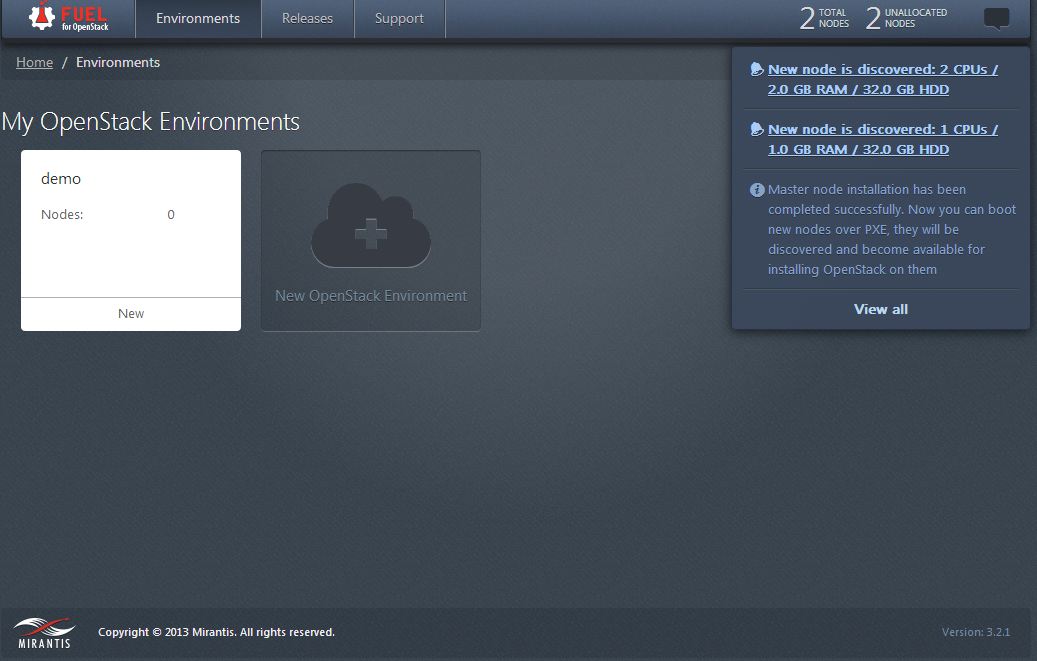 FUEL
for OpenStack
Environments
Releases
Support
2 TOTAL NODES
2 UNALLOCATED NODES
Home / Environments
New node is discovered: 2 CPUs /
2.0 GB RAM / 32.0 GB HDD
New node is discovered: 1 CPUs /
1.0 GB RAM / 32.0 GB HDD
Master node installation has been
completed successfully. Now you can boot
new nodes over PXE, they will be
discovered and become available for
installing OpenStack on them
View all
My OpenStack Environments
demo
Nodes: 0
New
New OpenStack Environment
MIRANTIS
Copyright © 2013 Mirantis. All rights reserved.
Version: 3.2.1